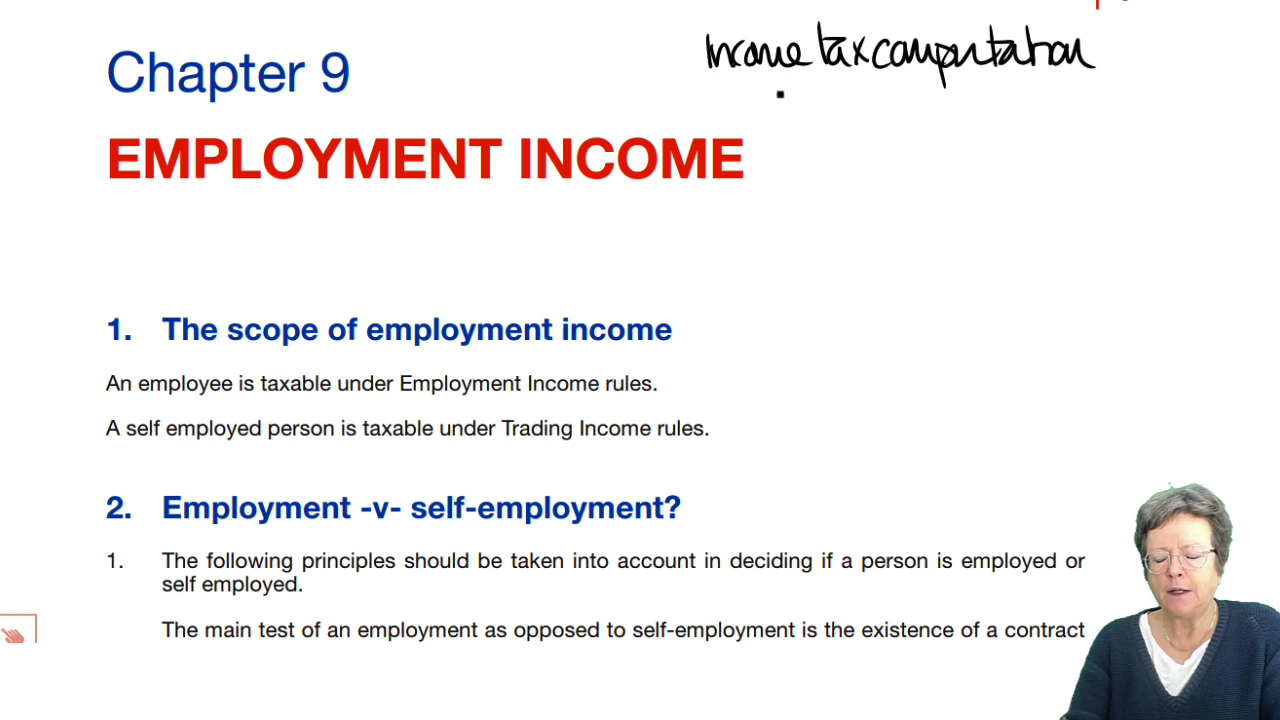 Income tax computation
Chapter 9
EMPLOYMENT INCOME
1. The scope of employment income
An employee is taxable under Employment Income rules.
A self employed person is taxable under Trading Income rules.
2. Employment -v- self-employment?
1. The following principles should be taken into account in deciding if a person is employed or
self employed.
The main test of an employment as opposed to self-employment is the existence of a contract